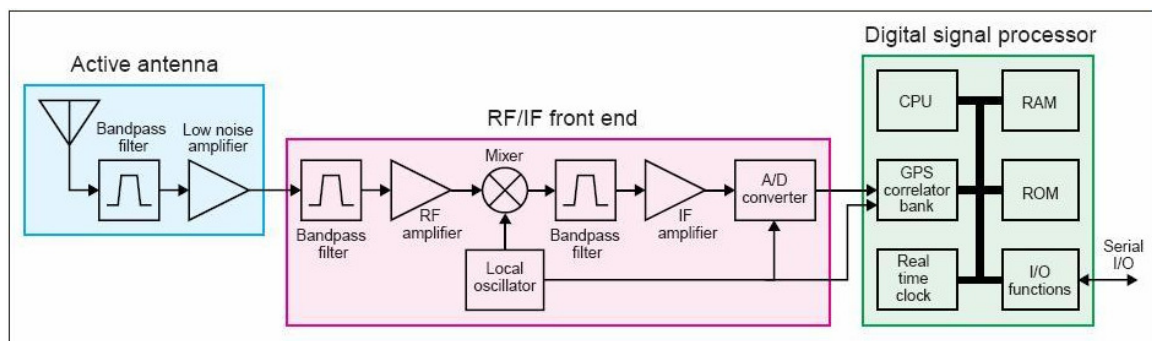 Digital signal processor
Active antenna
RF/IF front end
Bandpass
filter
Low noise
amplifier
Bandpass
filter
RF
amplifier
Mixer
Local
oscillator
Bandpass
filter
IF
amplifier
A/D
converter
CPU
RAM
GPS
correlator
bank
ROM
Real
time
clock
I/O
functions
Serial
I/O